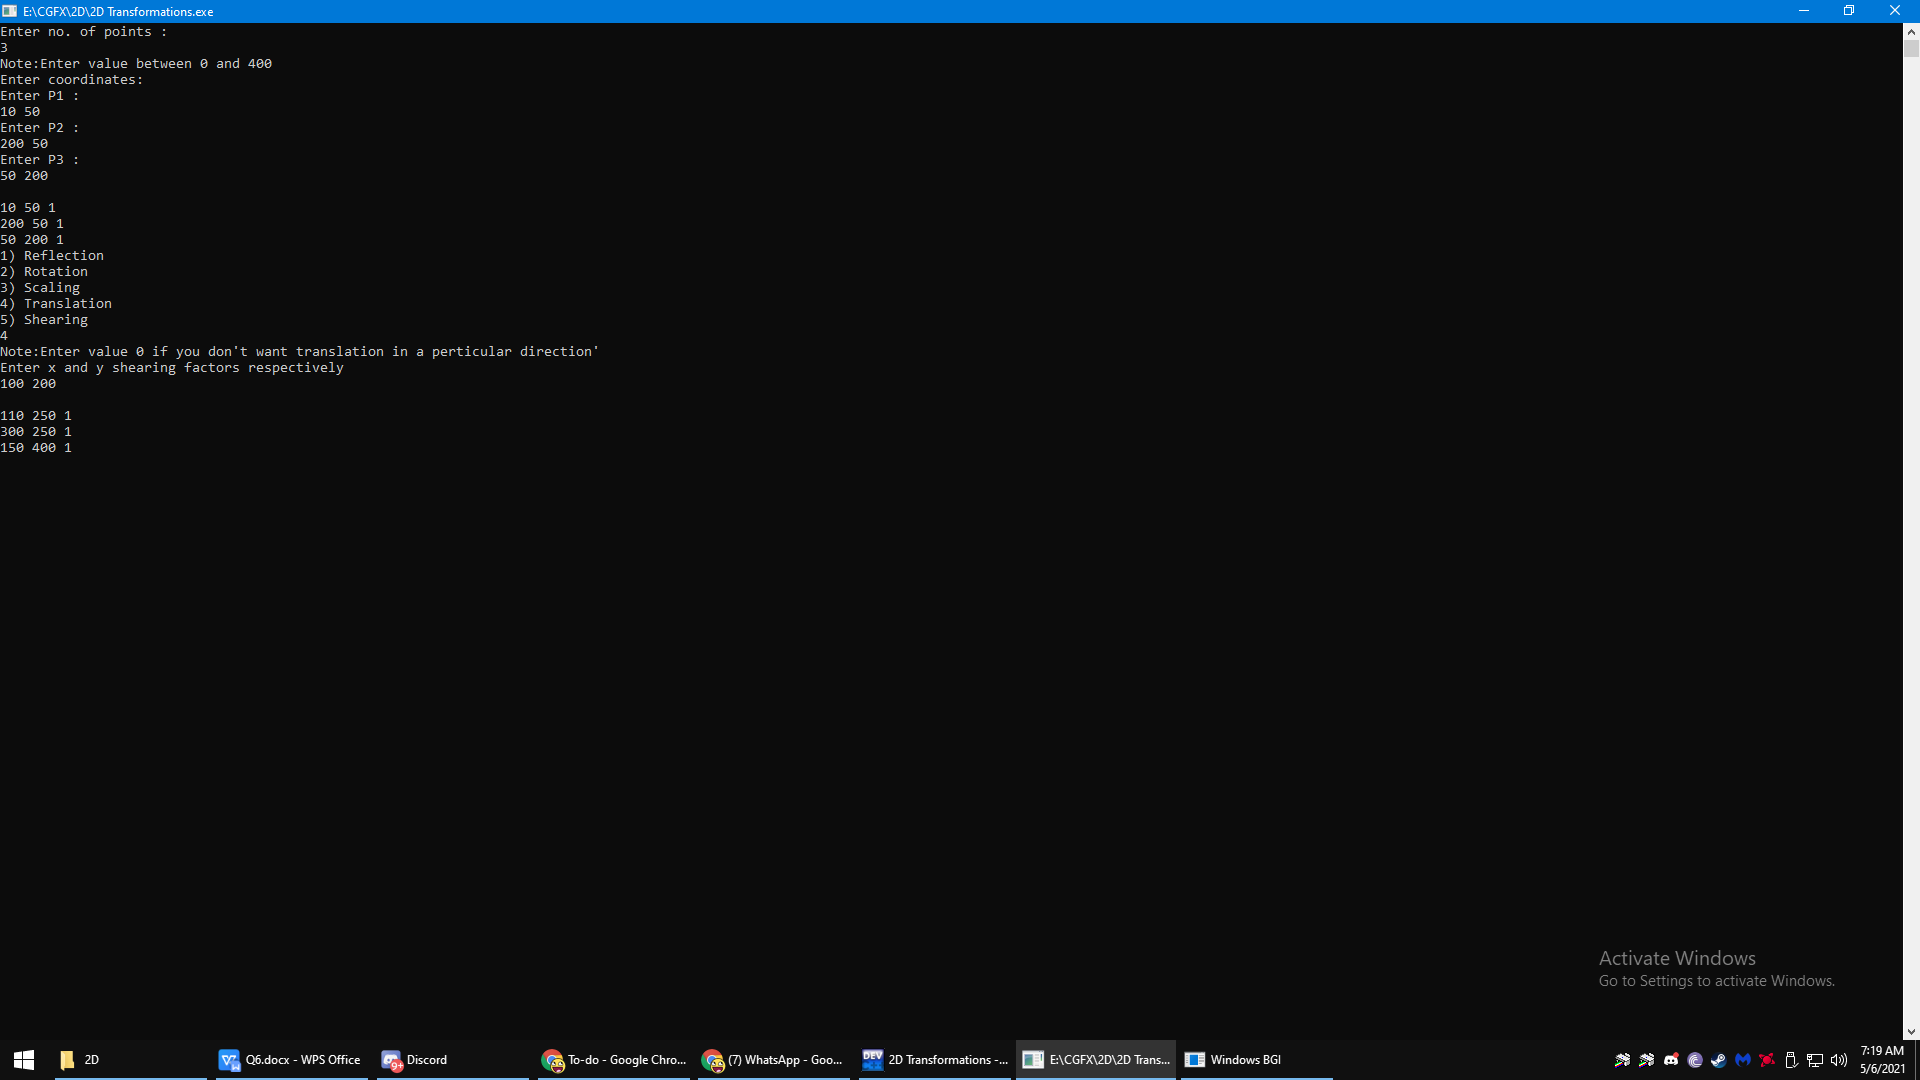 E:\CGFX\2D\2D Transformations.exe
Enter no. of points :
3
Note:Enter value between 0 and 400
Enter coordinates:
Enter P1 :
10 50
Enter P2 :
200 50
Enter P3 :
50 200
10 50 1
200 50 1
50 200 1
1) Reflection
2) Rotation
3) Scaling
4) Translation
5) Shearing
4
Note:Enter value 0 if you don't want translation in a perticular direction'
Enter x and y shearing factors respectively
100 200
110 250 1
300 250 1
150 400 1
Activate Windows
Go to Settings to activate Windows.
2D
Q6.docx - WPS Office
9+
Discord
To-do - Google Chro...
(7) WhatsApp - Goo...
DEV
2D Transformations -...
E:\CGFX\2D\2D Trans...
Windows BGI
7:19 AM
5/6/2021